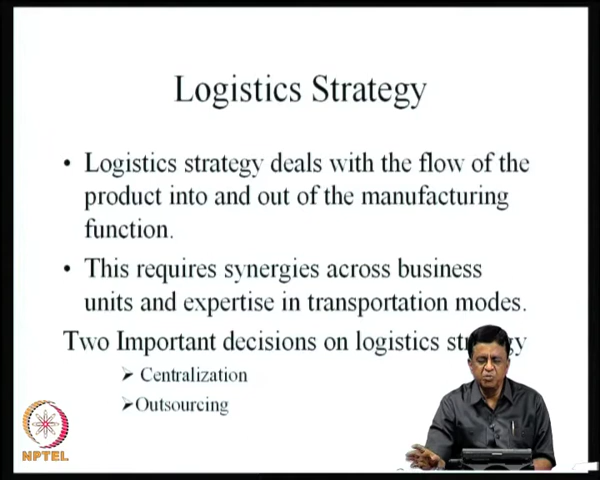 Logistics Strategy
• Logistics strategy deals with the flow of the
product into and out of the manufacturing
function.
• This requires synergies across business
units and expertise in transportation modes.
Two Important decisions on logistics
➢ Centralization
➢Outsourcing
NPTEL